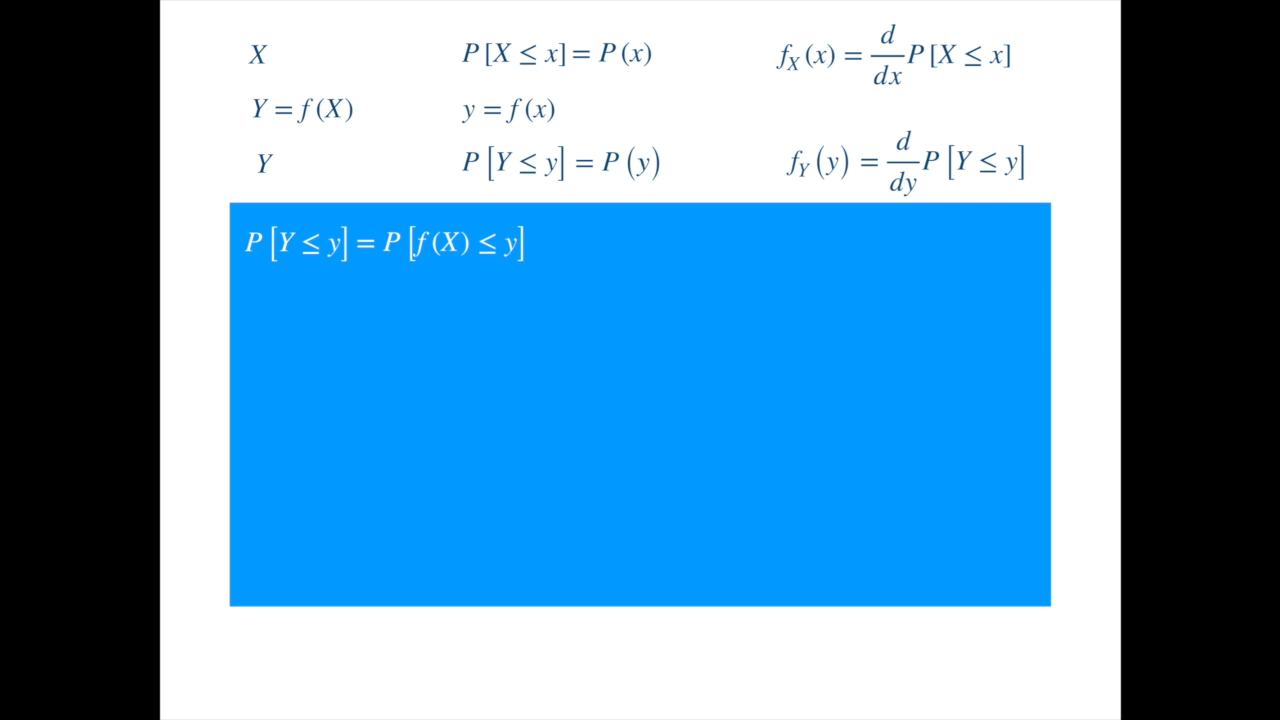 X P[X ≤ x] = P(x) f_X(x) = d/dx P[X ≤ x]
Y = f(X) y = f(x)
Y P[Y ≤ y] = P(y) f_Y(y) = d/dy P[Y ≤ y]
P[Y ≤ y] = P[f(X) ≤ y]